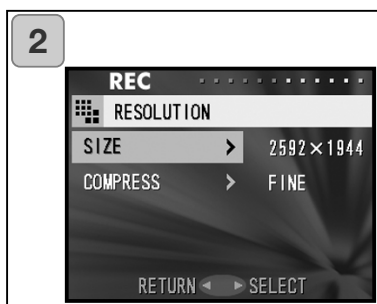 2
REC
RESOLUTION
SIZE > 2592×1944
COMPRESS > FINE
RETURN ◄ ► SELECT